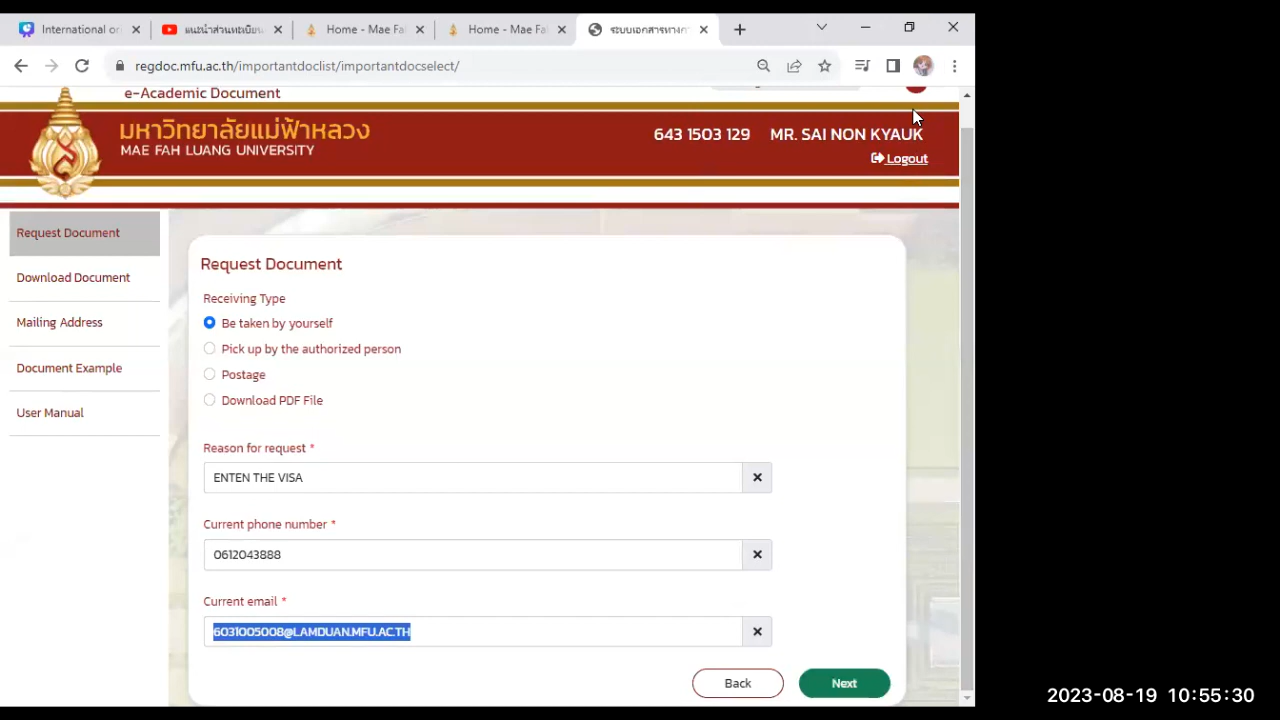 International or
แนะนำส่วนทะเบียน
Home - Mae Fal
Home - Mae Fal
ระบบเอกสารทางกา
regdoc.mfu.ac.th/importantdoclist/importantdocselect/
e-Academic Document
มหาวิทยาลัยแม่ฟ้าหลวง
MAE FAH LUANG UNIVERSITY
643 1503 129 MR. SAI NON KYAUK
Logout
Request Document
Download Document
Mailing Address
Document Example
User Manual
Request Document
Receiving Type
Be taken by yourself
Pick up by the authorized person
Postage
Download PDF File
Reason for request *
ENTEN THE VISA
Current phone number *
0612043888
Current email *
6031005008@LAMDUAN.MFU.AC.TH
Back
Next
2023-08-19 10:55:30